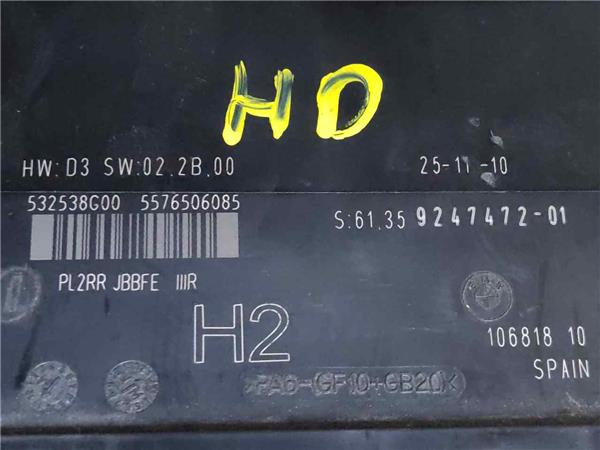 HD
HW:D3 SW:02.2B.00 25-11-10
532538G00 5576506085
S:61.35 9247472-01
PL2RR JBBFE IIIR
H2
106818 10
SPAIN
>PA6-(GF10+GB20)<